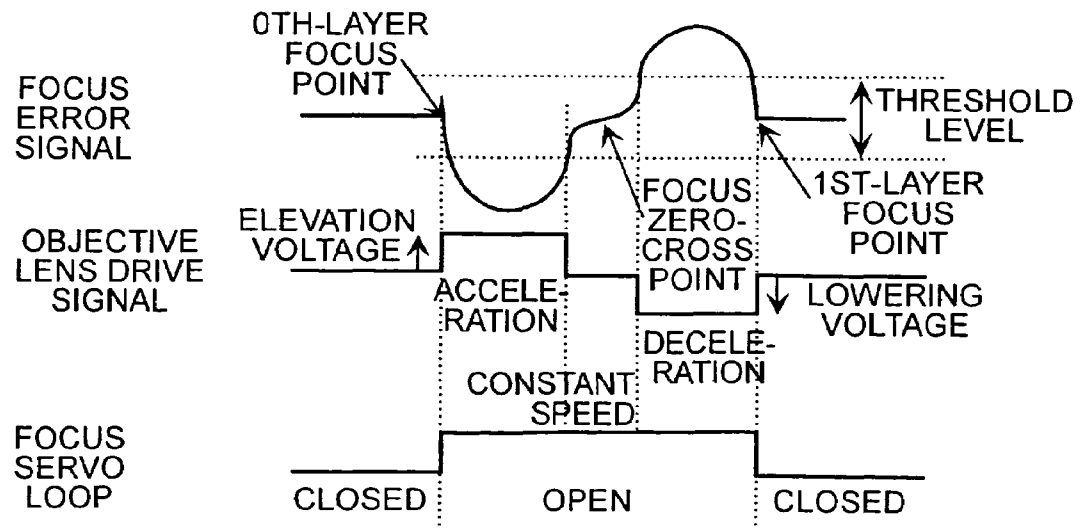 0TH-LAYER
FOCUS
POINT
FOCUS
ERROR
SIGNAL
THRESHOLD
LEVEL
FOCUS
ZERO-
CROSS
POINT
1ST-LAYER
FOCUS
POINT
ELEVATION
VOLTAGE
OBJECTIVE
LENS DRIVE
SIGNAL
ACCELE-
RATION
LOWERING
VOLTAGE
DECELE-
RATION
CONSTANT
SPEED
FOCUS
SERVO
LOOP
CLOSED
OPEN
CLOSED